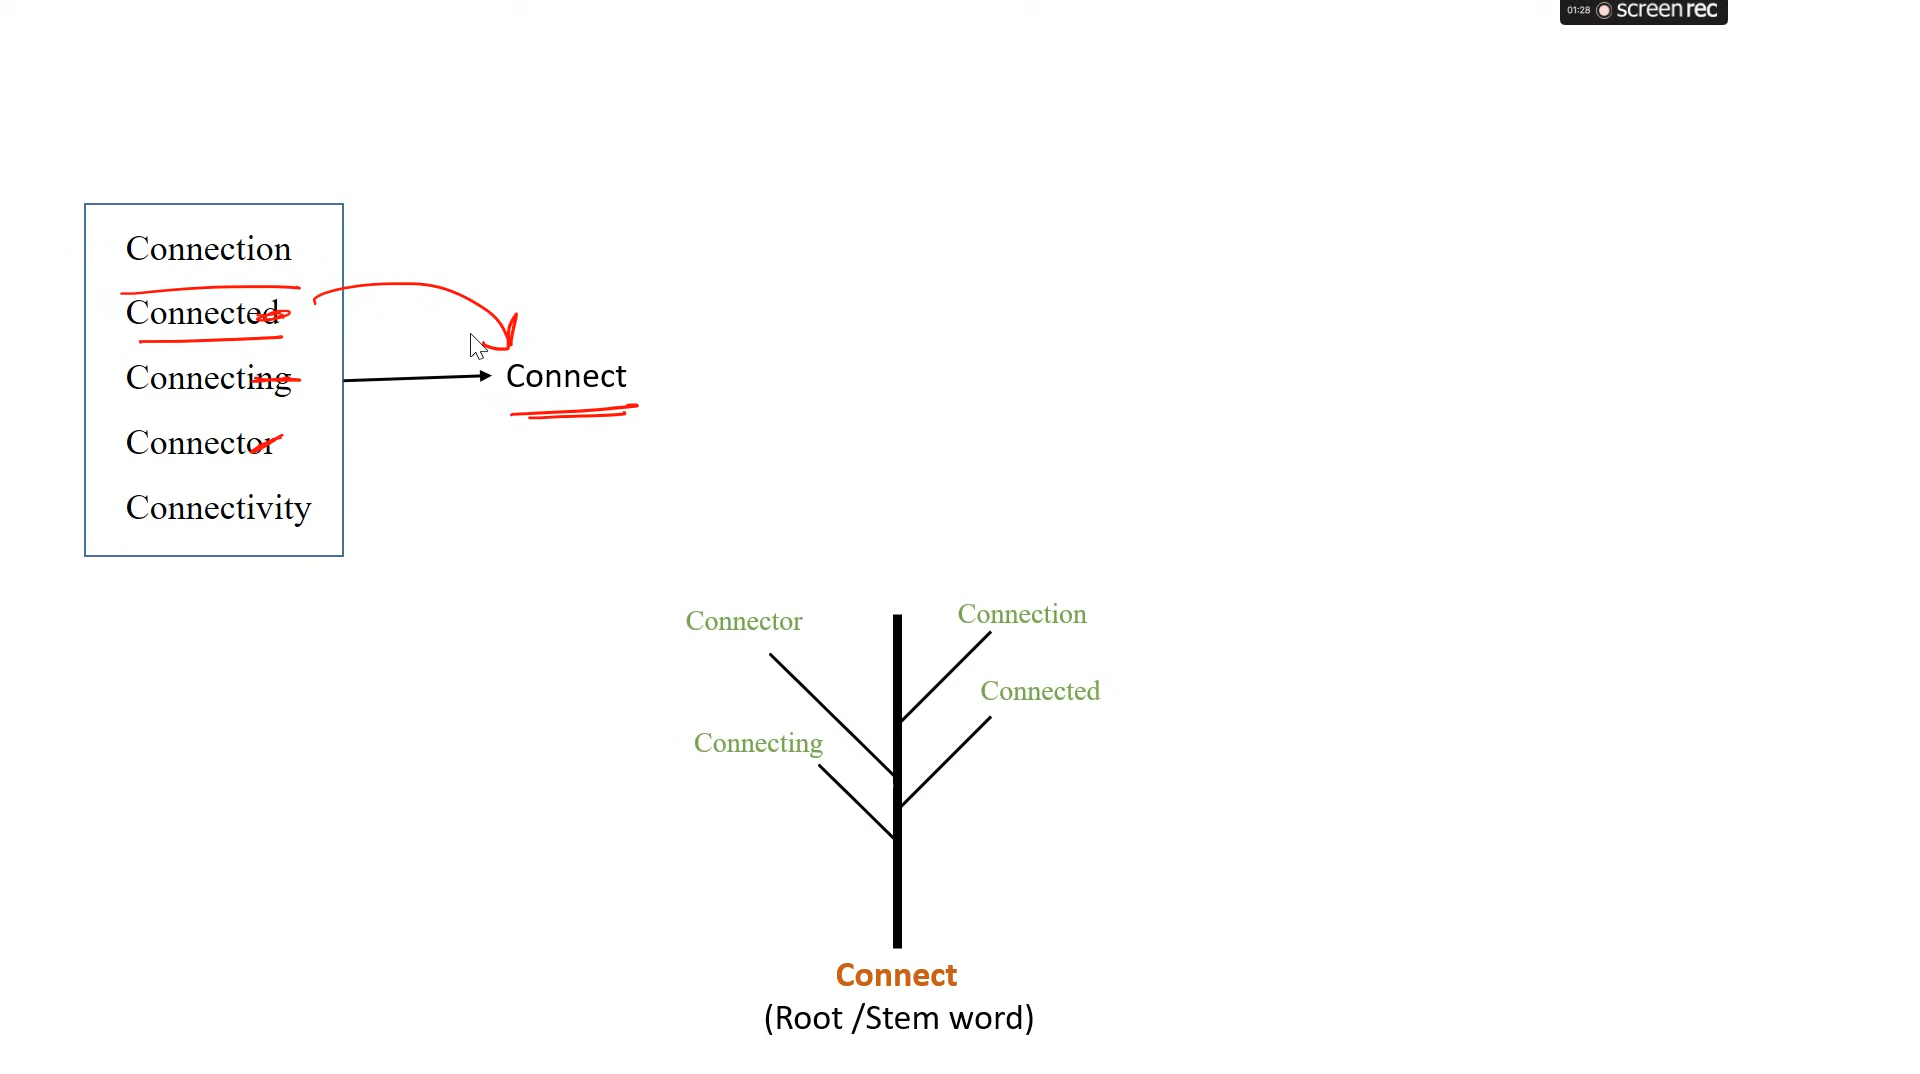 01:28 screenrec
Connection
Connected
Connecting
Connect
Connector
Connectivity
Connector
Connection
Connected
Connecting
Connect
(Root /Stem word)